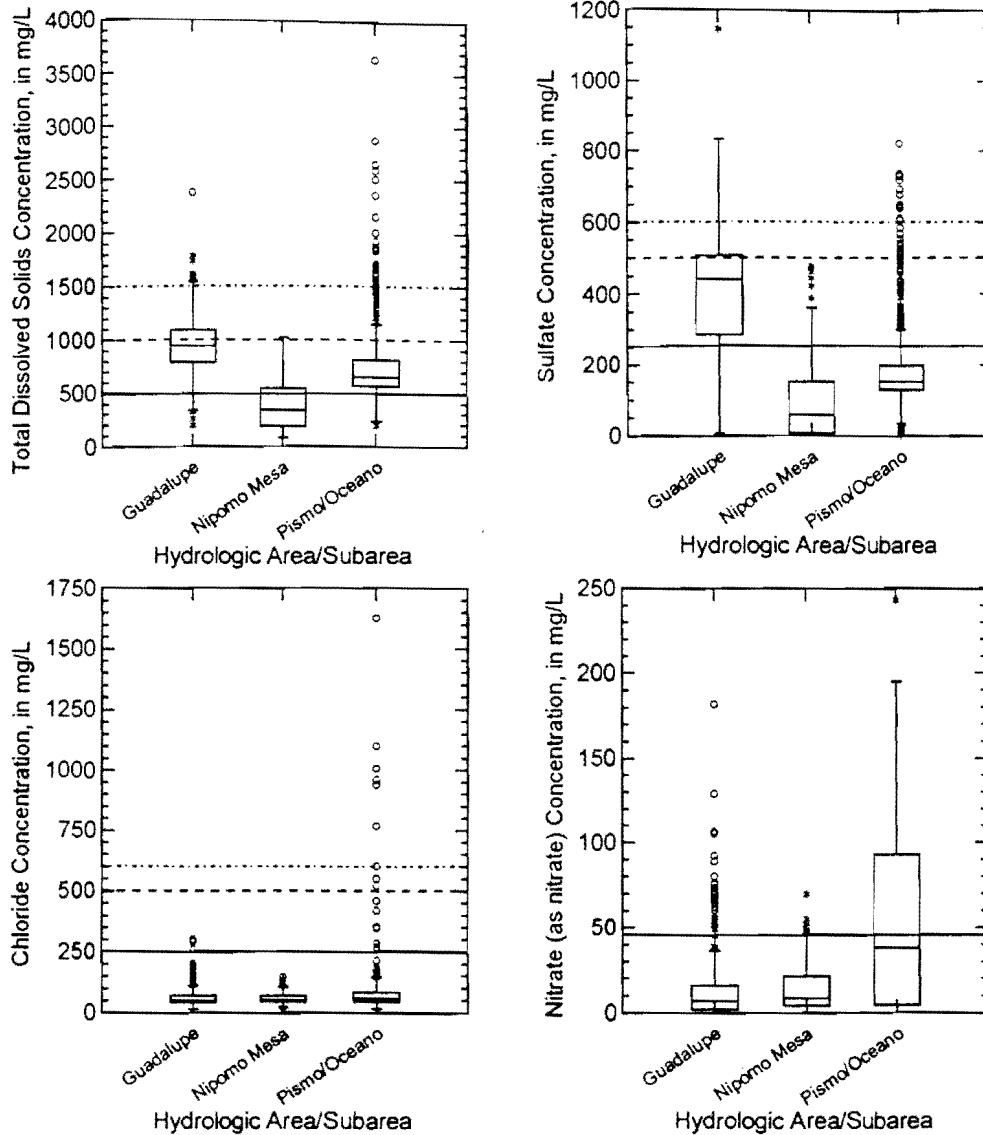 Total Dissolved Solids Concentration, in mg/L
4000
3500
3000
2500
2000
1500
1000
500
0
Guadalupe
Nipomo Mesa
Pismo/Oceano
Hydrologic Area/Subarea
Sulfate Concentration, in mg/L
1200
1000
800
600
400
200
0
Guadalupe
Nipomo Mesa
Pismo/Oceano
Hydrologic Area/Subarea
Chloride Concentration, in mg/L
1750
1500
1250
1000
750
500
250
0
Guadalupe
Nipomo Mesa
Pismo/Oceano
Hydrologic Area/Subarea
Nitrate (as nitrate) Concentration, in mg/L
250
200
150
100
50
0
Guadalupe
Nipomo Mesa
Pismo/Oceano
Hydrologic Area/Subarea